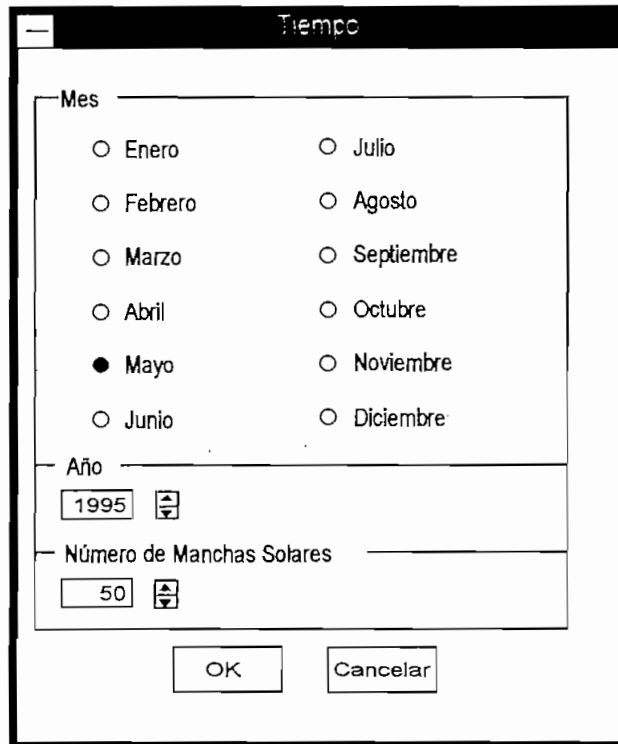 Tiempo
Mes
Enero
Julio
Febrero
Agosto
Marzo
Septiembre
Abril
Octubre
Mayo
Noviembre
Junio
Diciembre
Año
1995
Número de Manchas Solares
50
OK
Cancelar